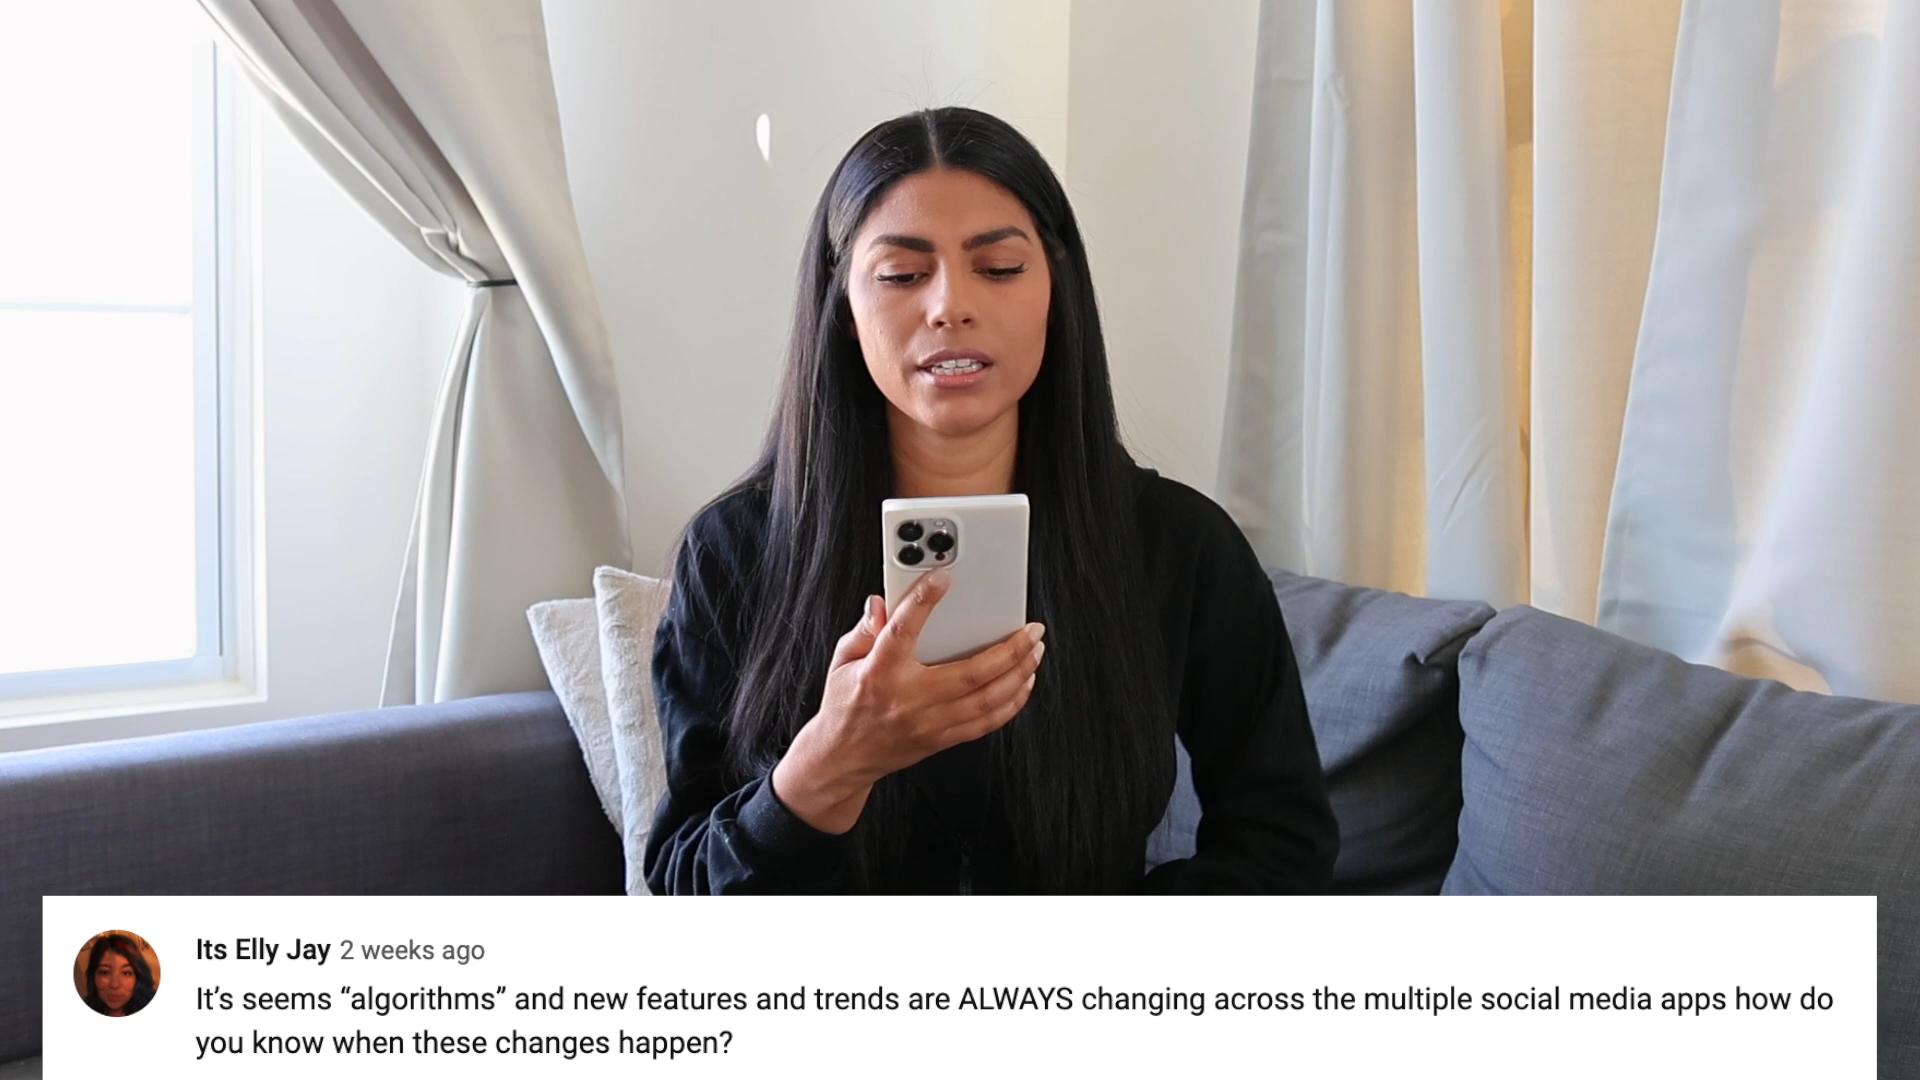 Its Elly Jay 2 weeks ago
It’s seems “algorithms” and new features and trends are ALWAYS changing across the multiple social media apps how do
you know when these changes happen?